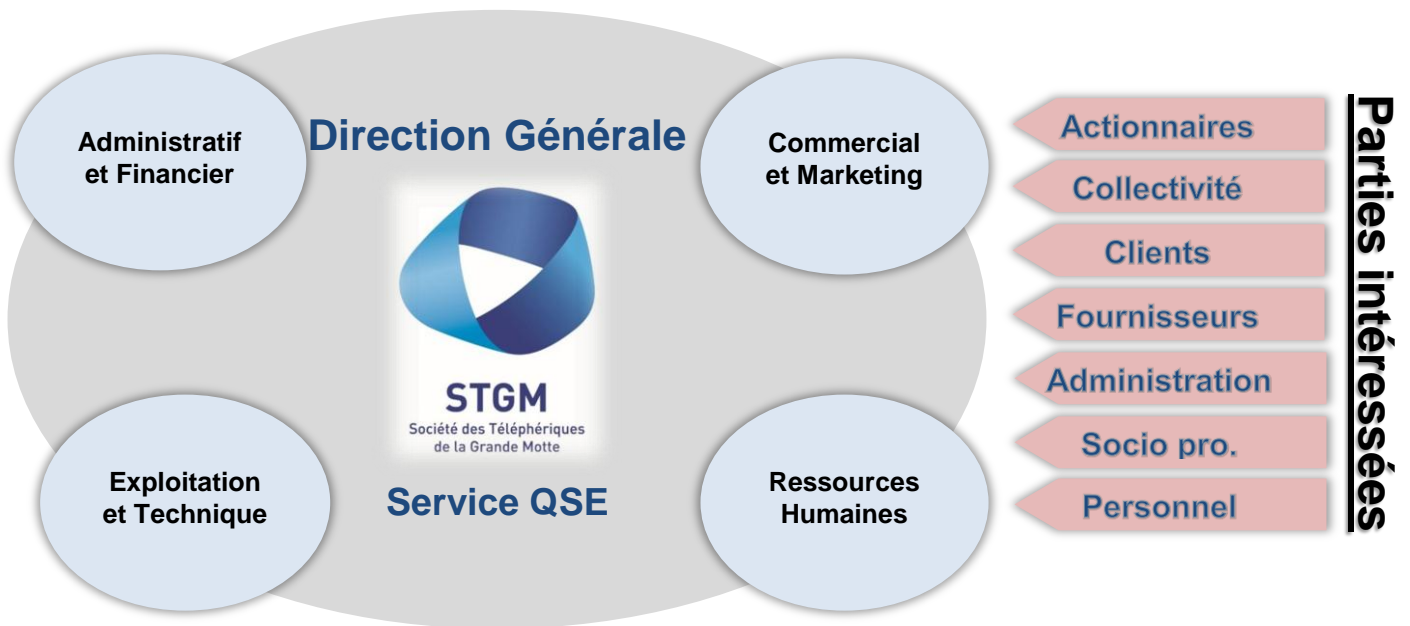 Administratif
et Financier
Direction Générale
Commercial
et Marketing
STGM
Société des Téléphériques
de la Grande Motte
Exploitation
et Technique
Service QSE
Ressources
Humaines
Actionnaires
Collectivité
Clients
Fournisseurs
Administration
Socio pro.
Personnel
Parties intéressées